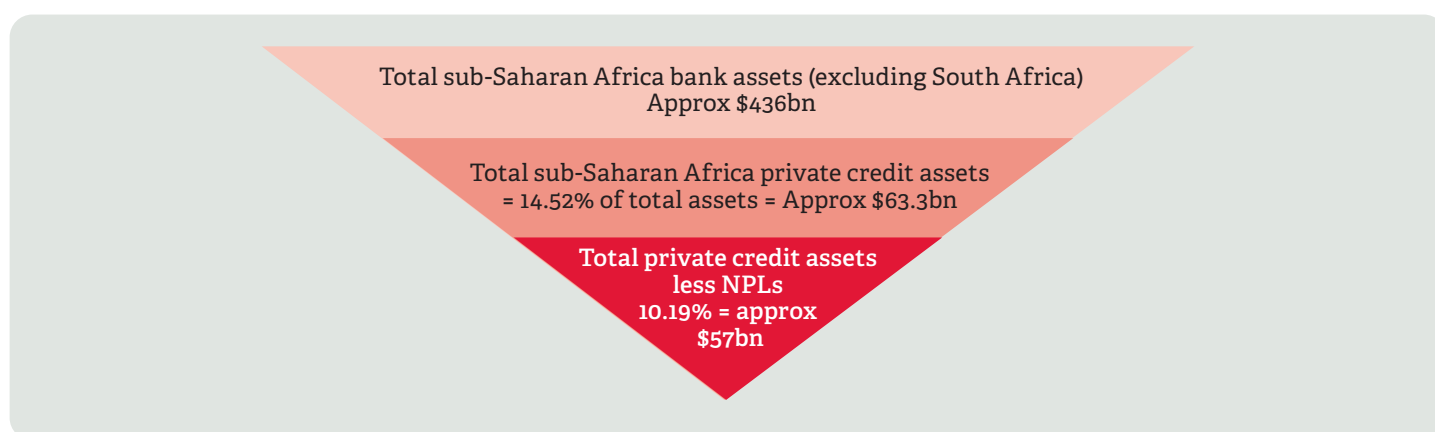 Total sub-Saharan Africa bank assets (excluding South Africa)
Approx $436bn
Total sub-Saharan Africa private credit assets
= 14.52% of total assets = Approx $63.3bn
Total private credit assets
less NPLs
10.19% = approx
$57bn